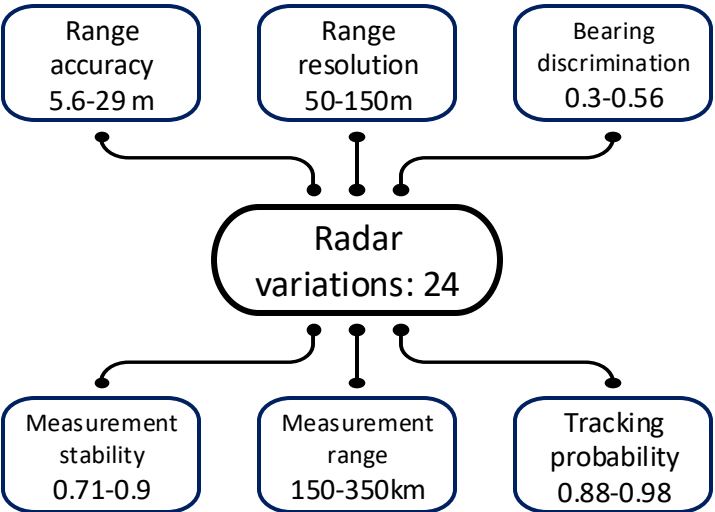 Range
accuracy
5.6-29 m
Range
resolution
50-150m
Bearing
discrimination
0.3-0.56
Radar
variations: 24
Measurement
stability
0.71-0.9
Measurement
range
150-350km
Tracking
probability
0.88-0.98